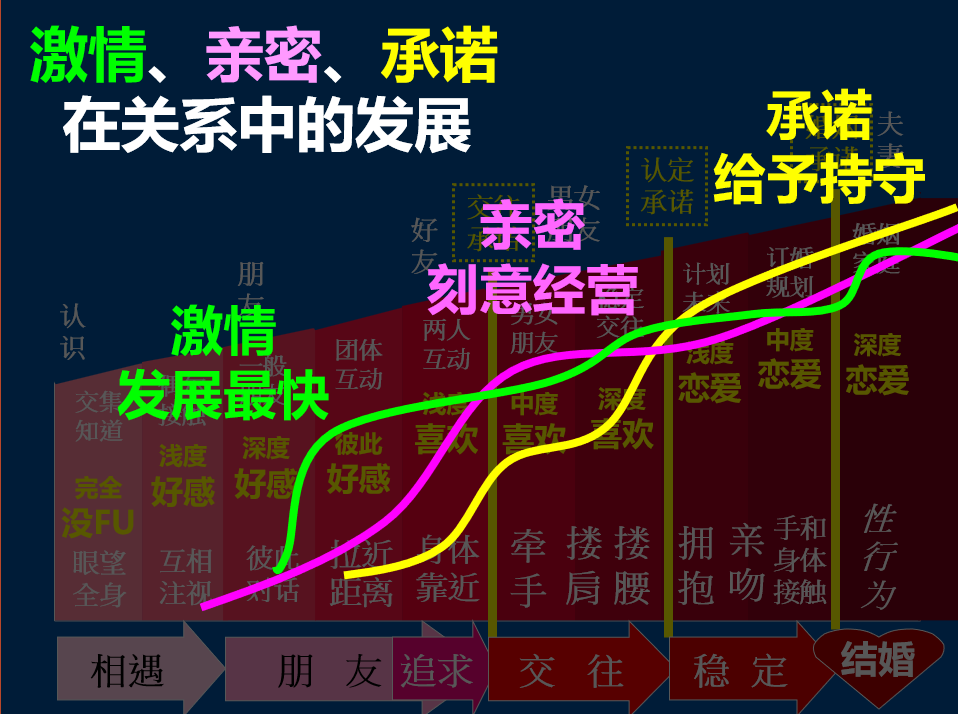 激情、亲密、承诺
在关系中的发展
承诺
给予持守
夫
妻
认定
承诺
交往
男女
好
友
亲密
刻意经营
朋
友
认
识
激情
发展最快
计划
未来
订婚
规划
婚姻
家庭
男女
朋友
交往
两人
互动
团体
互动
一般
交集
知道
完全
没FU
浅度
好感
深度
好感
彼此
好感
浅度
喜欢
中度
喜欢
深度
喜欢
浅度
恋爱
中度
恋爱
深度
恋爱
眼望
全身
互相
注视
彼此
对话
拉近
距离
身体
靠近
牵
手
搂
肩
搂
腰
拥
抱
亲
吻
手和
身体
接触
性
行
为
相遇
朋 友
追求
交 往
稳 定
结婚